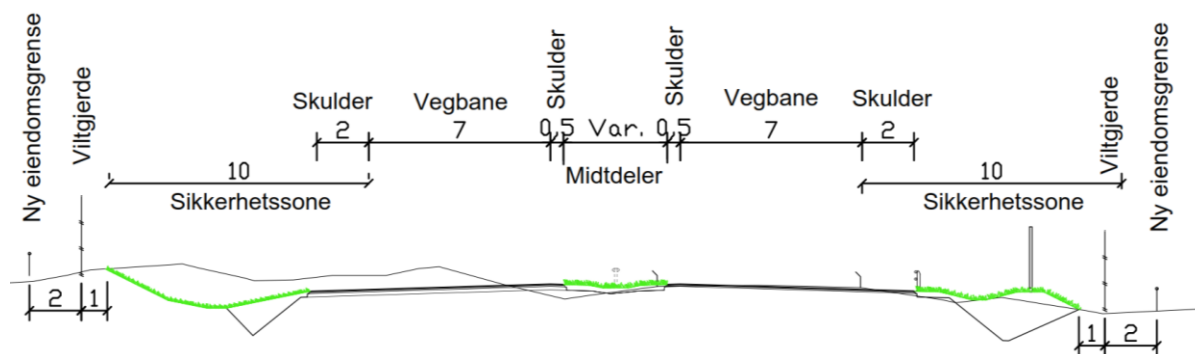 Ny eiendomsgrense
Viltgjerde
Skulder
Vegbane
Skulder
Skulder
Vegbane
Skulder
Viltgjerde
Ny eiendomsgrense
2 7 0,5 Var. 0,5 7 2
Midtdeler
10 10
Sikkerhetssone Sikkerhetssone
2 1 1 2